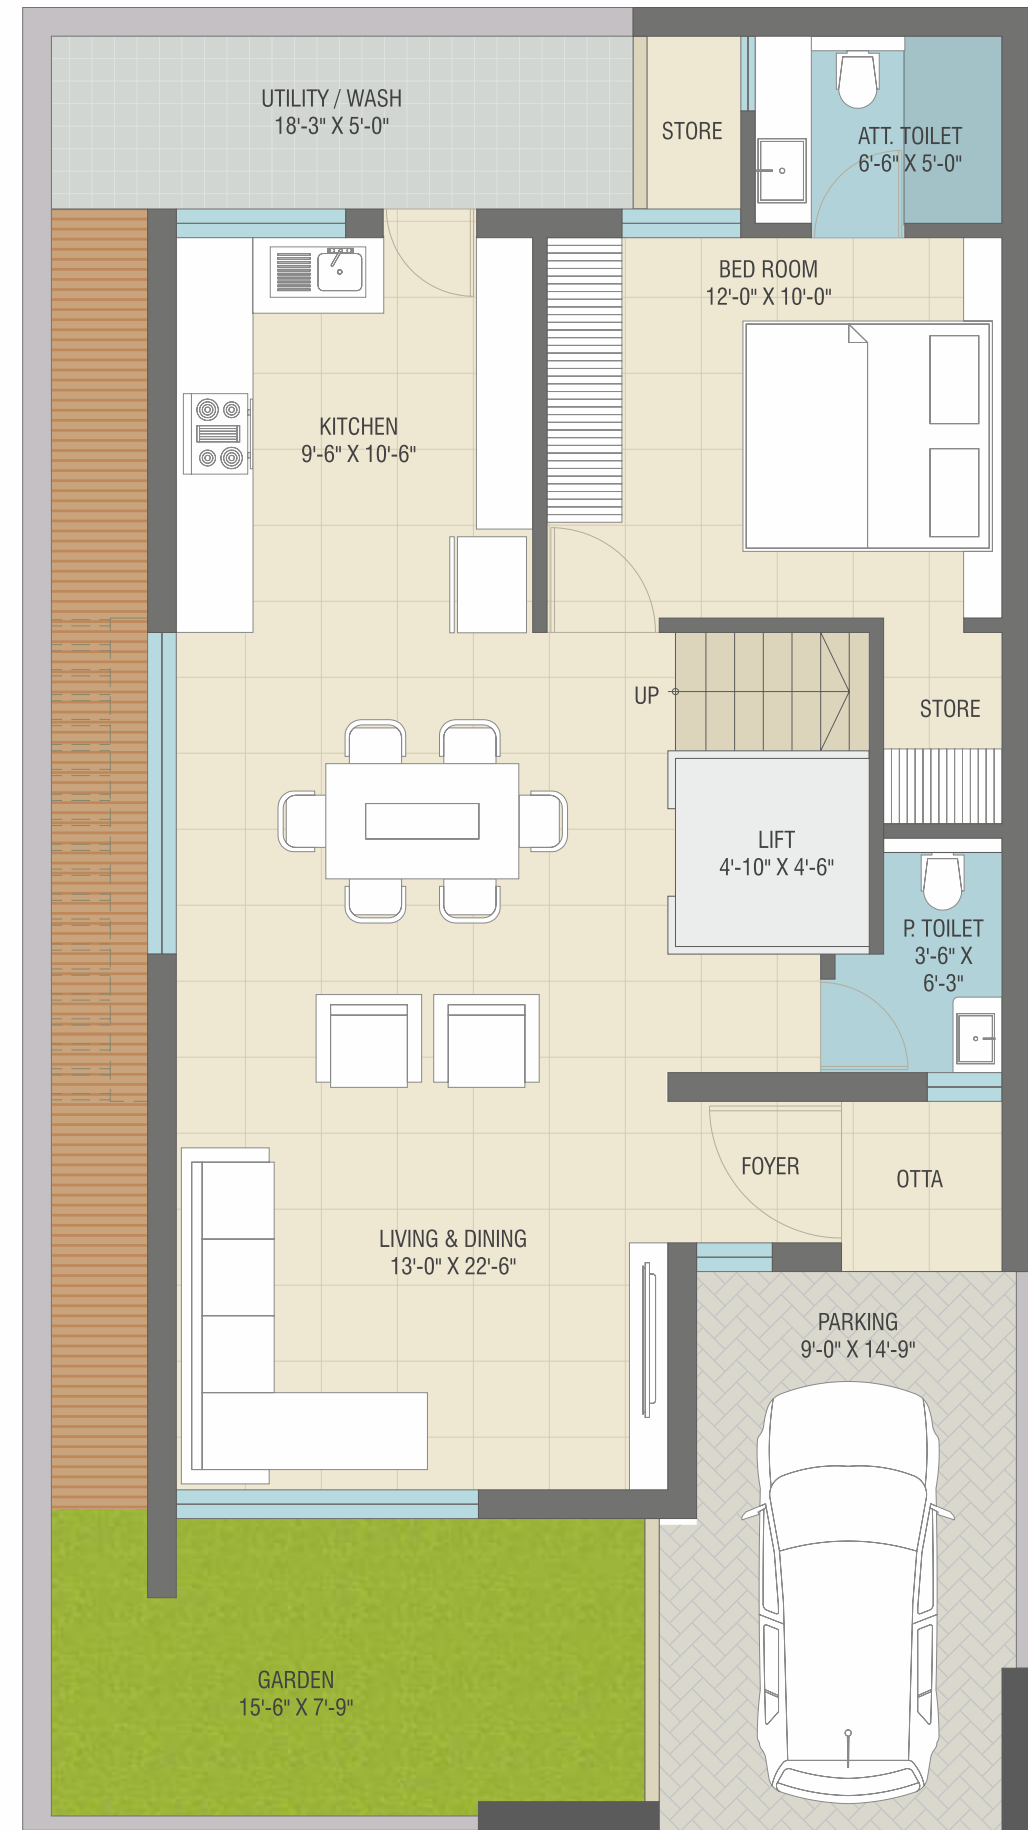 UTILITY / WASH
18'-3" X 5'-0"
STORE
ATT. TOILET
6'-6" X 5'-0"
BED ROOM
12'-0" X 10'-0"
KITCHEN
9'-6" X 10'-6"
UP
STORE
LIFT
4'-10" X 4'-6"
P. TOILET
3'-6" X
6'-3"
FOYER
OTTA
LIVING & DINING
13'-0" X 22'-6"
PARKING
9'-0" X 14'-9"
GARDEN
15'-6" X 7'-9"